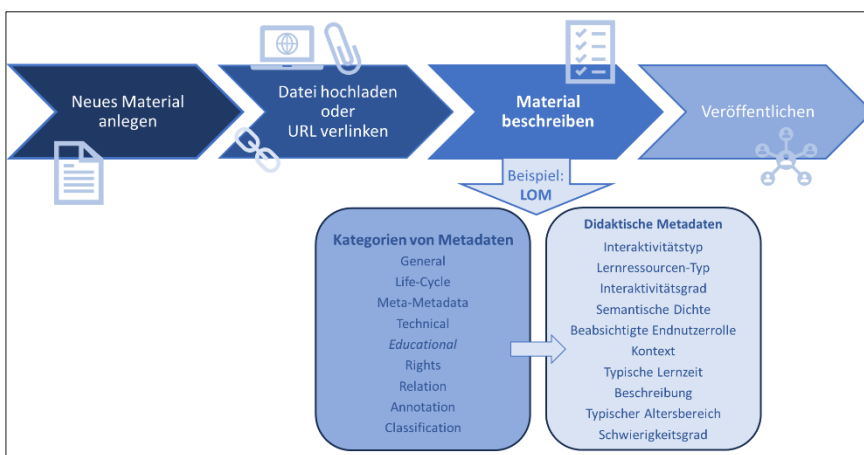 Neues Material
anlegen
Datei hochladen
oder
URL verlinken
Material
beschreiben
Veröffentlichen
Beispiel:
LOM
Kategorien von Metadaten
General
Life-Cycle
Meta-Metadata
Technical
Educational
Rights
Relation
Annotation
Classification
Didaktische Metadaten
Interaktivitätstyp
Lernressourcen-Typ
Interaktivitätsgrad
Semantische Dichte
Beabsichtigte Endnutzerrolle
Kontext
Typische Lernzeit
Beschreibung
Typischer Altersbereich
Schwierigkeitsgrad